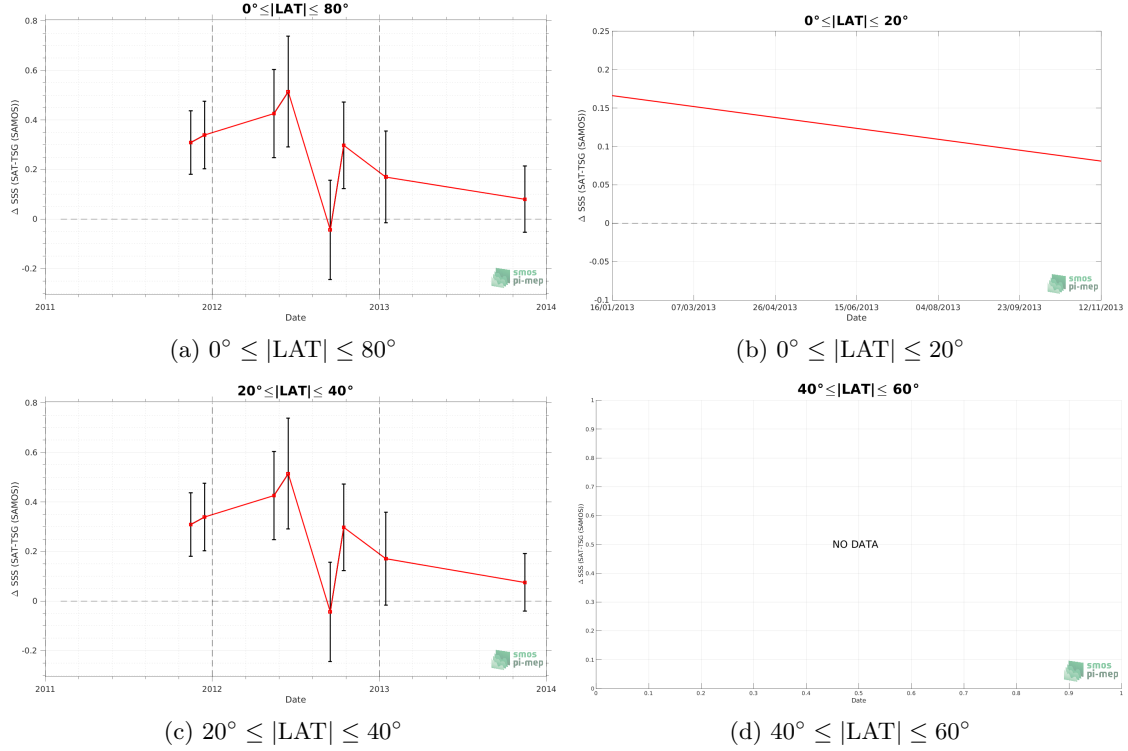 0°≤|LAT|≤ 80°
Δ SSS (SAT-TSG (SAMOS))
0.8
0.6
0.4
0.2
0
-0.2
2011
2012
2013
2014
Date
smos
pi-mep
(a) 0° ≤ |LAT| ≤ 80°
0°≤|LAT|≤ 20°
Δ SSS (SAT-TSG (SAMOS))
0.25
0.2
0.15
0.1
0.05
0
-0.05
-0.1
16/01/2013
07/03/2013
26/04/2013
15/06/2013
04/08/2013
23/09/2013
12/11/2013
Date
smos
pi-mep
(b) 0° ≤ |LAT| ≤ 20°
20°≤|LAT|≤ 40°
Δ SSS (SAT-TSG (SAMOS))
0.8
0.6
0.4
0.2
0
-0.2
2011
2012
2013
2014
Date
smos
pi-mep
(c) 20° ≤ |LAT| ≤ 40°
40°≤|LAT|≤ 60°
Δ SSS (SAT-TSG (SAMOS))
1
0.9
0.8
0.7
0.6
0.5
0.4
0.3
0.2
0.1
0
NO DATA
0
0.1
0.2
0.3
0.4
0.5
0.6
0.7
0.8
0.9
1
Date
smos
pi-mep
(d) 40° ≤ |LAT| ≤ 60°